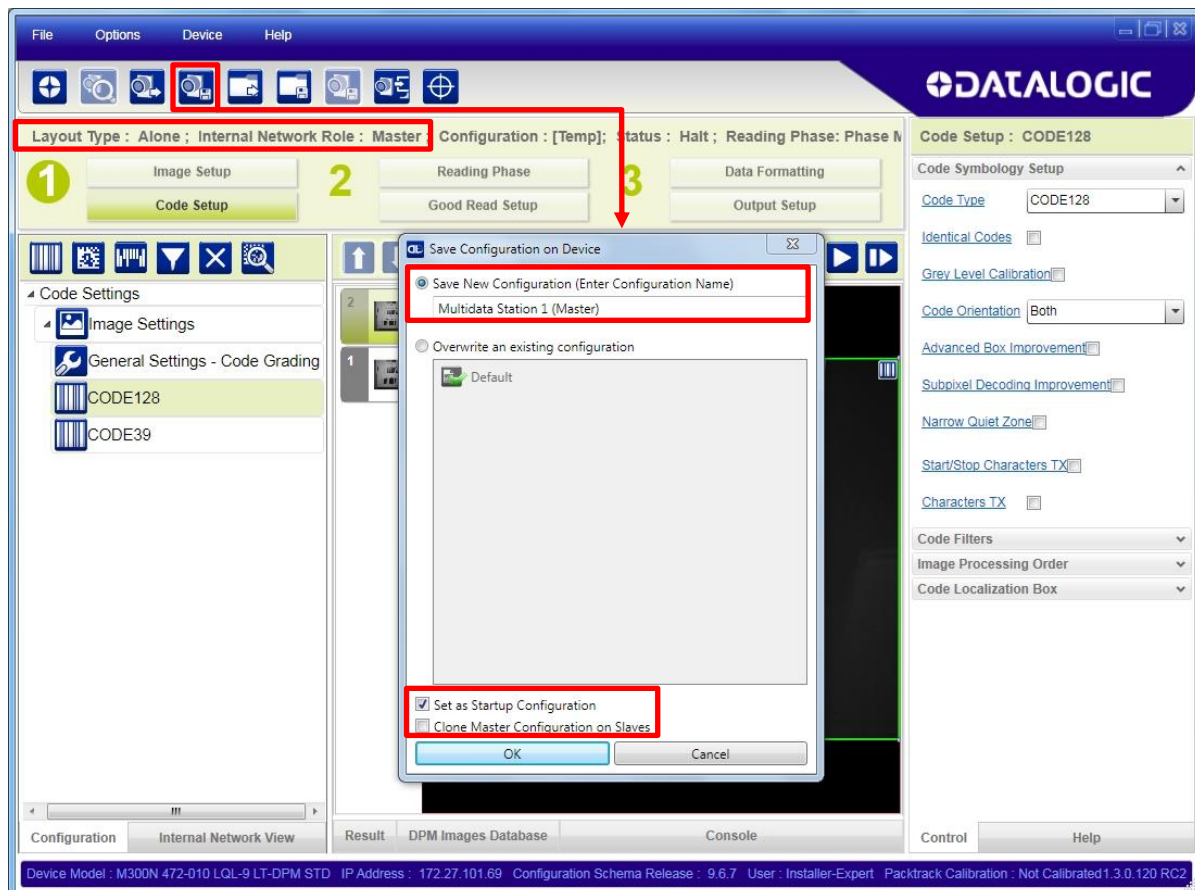 File Options Device Help
DATALOGIC
Layout Type : Alone ; Internal Network Role : Master ; Configuration : [Temp]; Status : Halt ; Reading Phase: Phase M
1 Image Setup 2 Reading Phase 3 Data Formatting
Code Setup Good Read Setup Output Setup
Code Settings
Image Settings
General Settings - Code Grading
CODE128
CODE39
2
1
Save Configuration on Device
Save New Configuration (Enter Configuration Name)
Multidata Station 1 (Master)
Overwrite an existing configuration
Default
Set as Startup Configuration
Clone Master Configuration on Slaves
OK Cancel
Code Setup : CODE128
Code Symbology Setup
Code Type CODE128
Identical Codes
Grey Level Calibration
Code Orientation Both
Advanced Box Improvement
Subpixel Decoding Improvement
Narrow Quiet Zone
Start/Stop Characters TX
Characters TX
Code Filters
Image Processing Order
Code Localization Box
Configuration Internal Network View Result DPM Images Database Console Control Help
Device Model : M300N 472-010 LQL-9 LT-DPM STD IP Address : 172.27.101.69 Configuration Schema Release : 9.6.7 User : Installer-Expert Packtrack Calibration : Not Calibrated 1.3.0.120 RC2